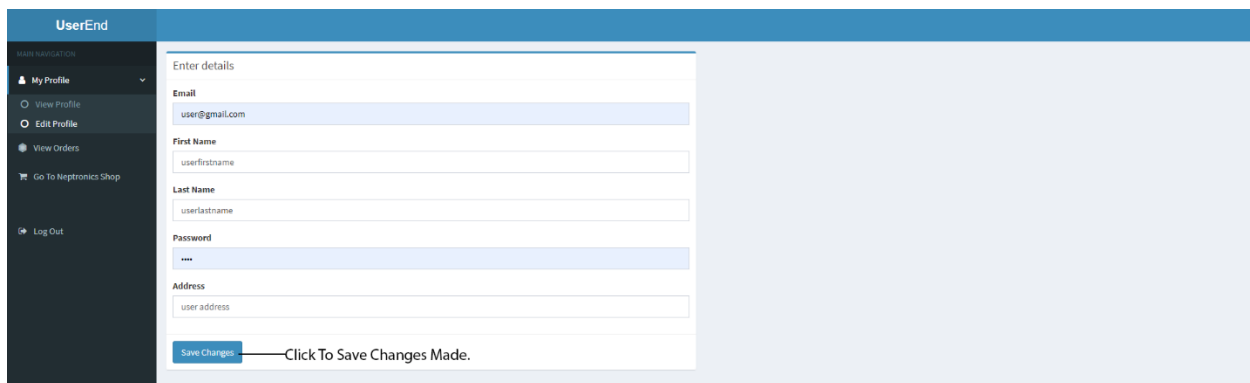 UserEnd
MAIN NAVIGATION
My Profile
View Profile
Edit Profile
View Orders
Go To Neptronics Shop
Log Out
Enter details
Email
user@gmail.com
First Name
userfirstname
Last Name
userlastname
Password
••••
Address
user address
Save Changes
Click To Save Changes Made.